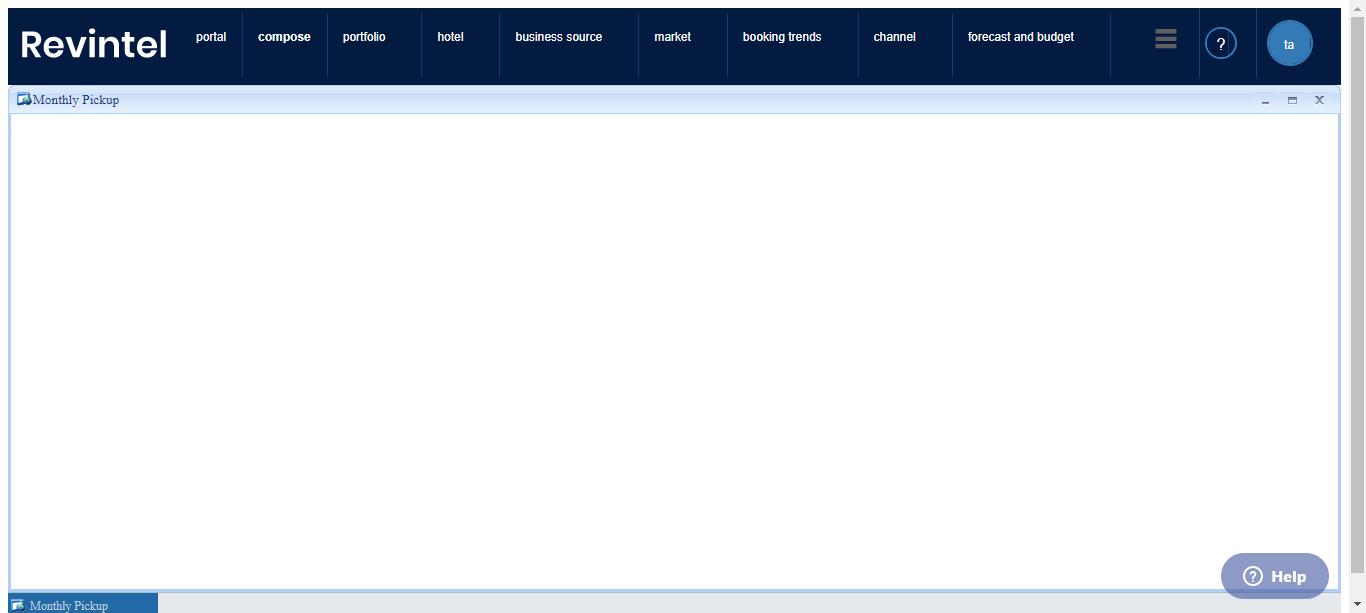 Revintel portal compose portfolio hotel business source market booking trends channel forecast and budget ? ta
Monthly Pickup
? Help
Monthly Pickup